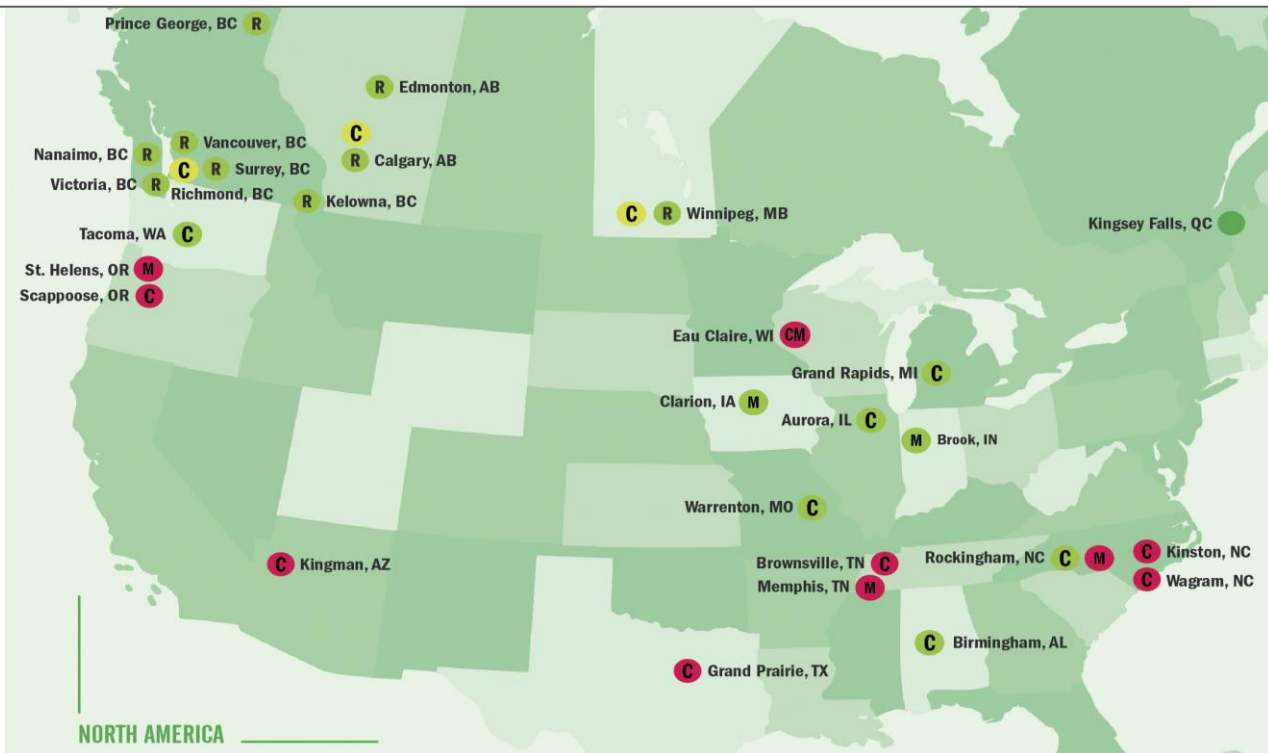 Prince George, BC R
R Edmonton, AB
C
R Vancouver, BC
Nanaimo, BC R
R Calgary, AB
C R Surrey, BC
Victoria, BC R
Richmond, BC
R Kelowna, BC
C R Winnipeg, MB
Kingsey Falls, QC
Tacoma, WA C
St. Helens, OR M
Scappoose, OR C
Eau Claire, WI CM
Grand Rapids, MI C
Clarion, IA M
Aurora, IL C
M Brook, IN
Warrenton, MO C
C Kingman, AZ
Brownsville, TN C
Rockingham, NC C M
C Kinston, NC
Memphis, TN M
C Wagram, NC
C Birmingham, AL
C Grand Prairie, TX
NORTH AMERICA